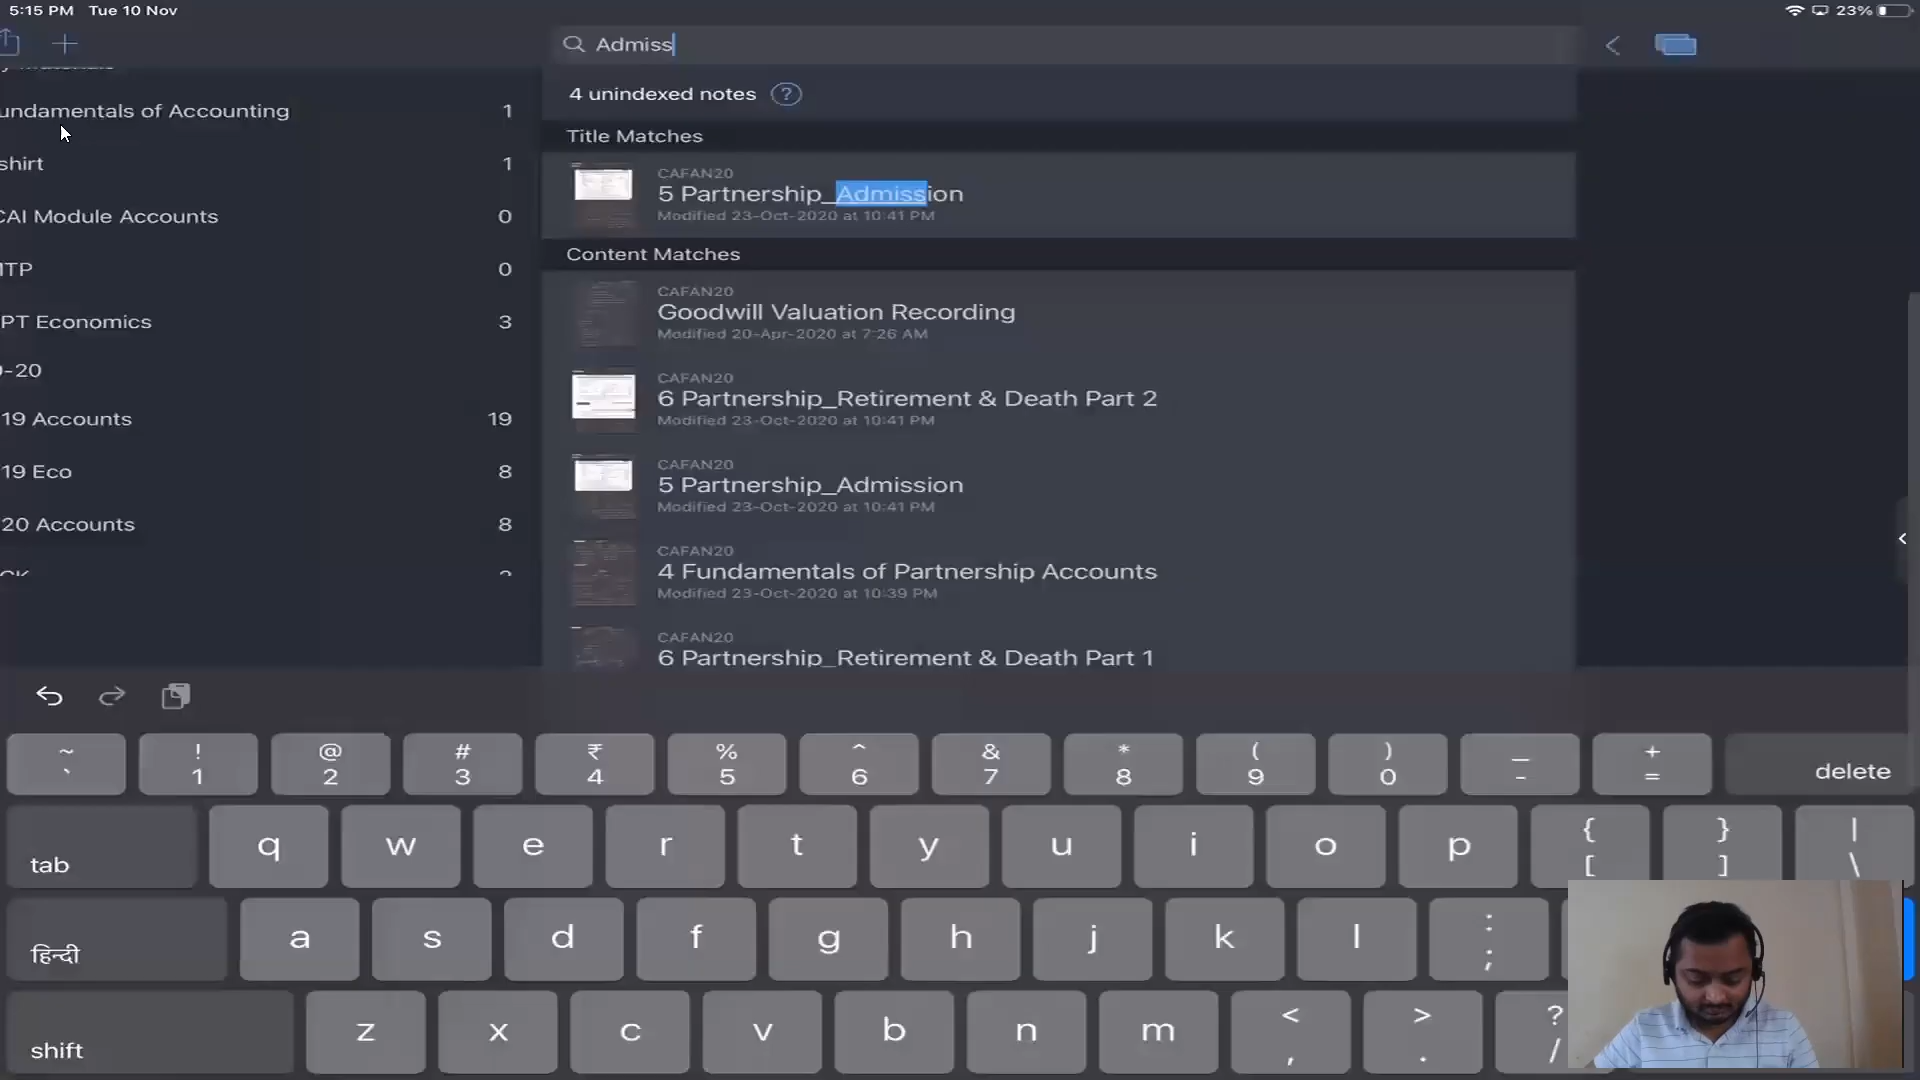 5:15 PM Tue 10 Nov
23%
Admiss
undamentals of Accounting 1
shirt 1
CAI Module Accounts 0
MTP 0
PT Economics 3
-20
19 Accounts 19
19 Eco 8
20 Accounts 8
4 unindexed notes ?
Title Matches
CAFAN20
5 Partnership_Admission
Modified 23-Oct-2020 at 10:41 PM
Content Matches
CAFAN20
Goodwill Valuation Recording
Modified 20-Apr-2020 at 7:26 AM
CAFAN20
6 Partnership_Retirement & Death Part 2
Modified 23-Oct-2020 at 10:41 PM
CAFAN20
5 Partnership_Admission
Modified 23-Oct-2020 at 10:41 PM
CAFAN20
4 Fundamentals of Partnership Accounts
Modified 23-Oct-2020 at 10:39 PM
CAFAN20
6 Partnership_Retirement & Death Part 1
~ ! @ # ₹ % ^ & * ( ) _ +
` 1 2 3 4 5 6 7 8 9 0 - = delete
tab q w e r t y u i o p { [ } ] | \
हिन्दी a s d f g h j k l : ;
shift z x c v b n m < , > . ? /